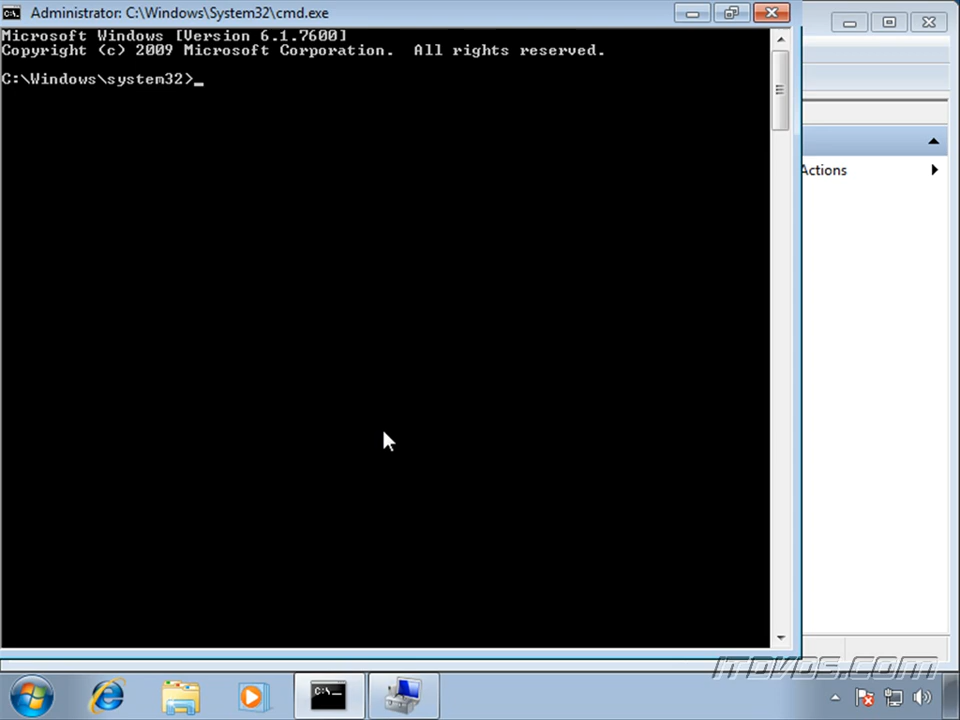 Administrator: C:\Windows\System32\cmd.exe
Microsoft Windows [Version 6.1.7600]
Copyright (c) 2009 Microsoft Corporation.  All rights reserved.
C:\Windows\system32>_
Actions
ITDVDS.COM
C:\_